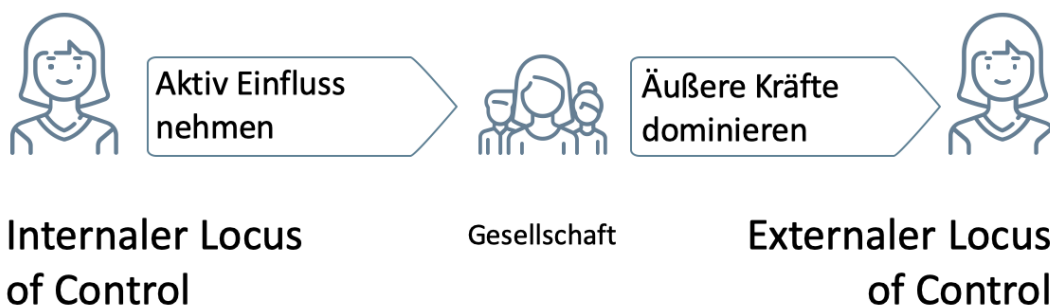 Aktiv Einfluss
nehmen
Äußere Kräfte
dominieren
Internaler Locus
of Control
Gesellschaft
Externaler Locus
of Control